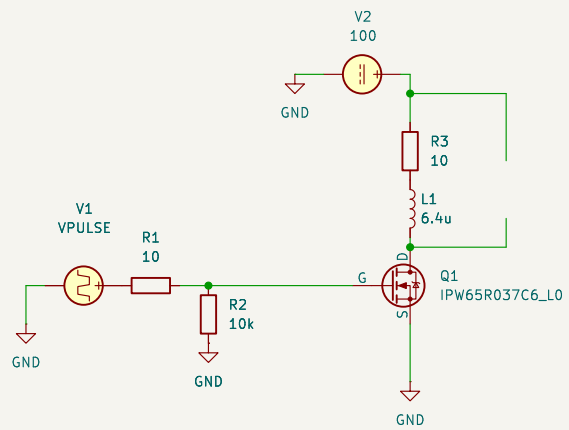 V2
100
GND
R3
10
L1
6.4u
V1
VPULSE
R1
10
D
G
Q1
IPW65R037C6_L0
R2
10k
S
GND
GND
GND